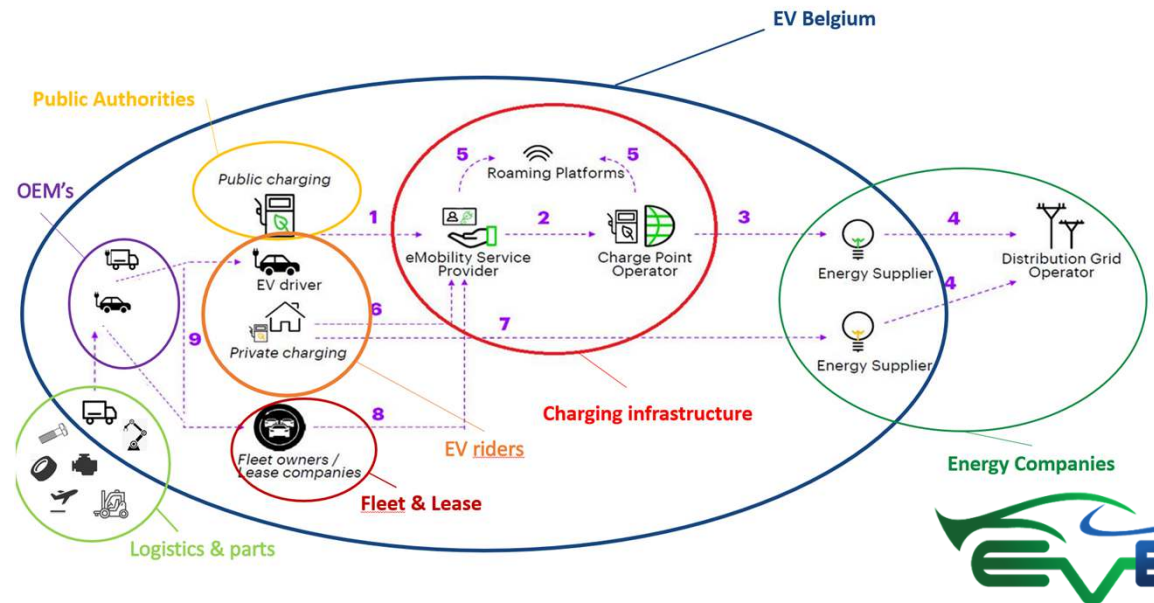 EV Belgium
Public Authorities
OEM's
Public charging
5
5
Roaming Platforms
1
2
3
4
eMobility Service
Provider
Charge Point
Operator
Energy Supplier
Distribution Grid
Operator
EV driver
6
7
4
9
Private charging
Energy Supplier
8
Charging infrastructure
Fleet owners /
Lease companies
EV riders
Energy Companies
Fleet & Lease
Logistics & parts
EV